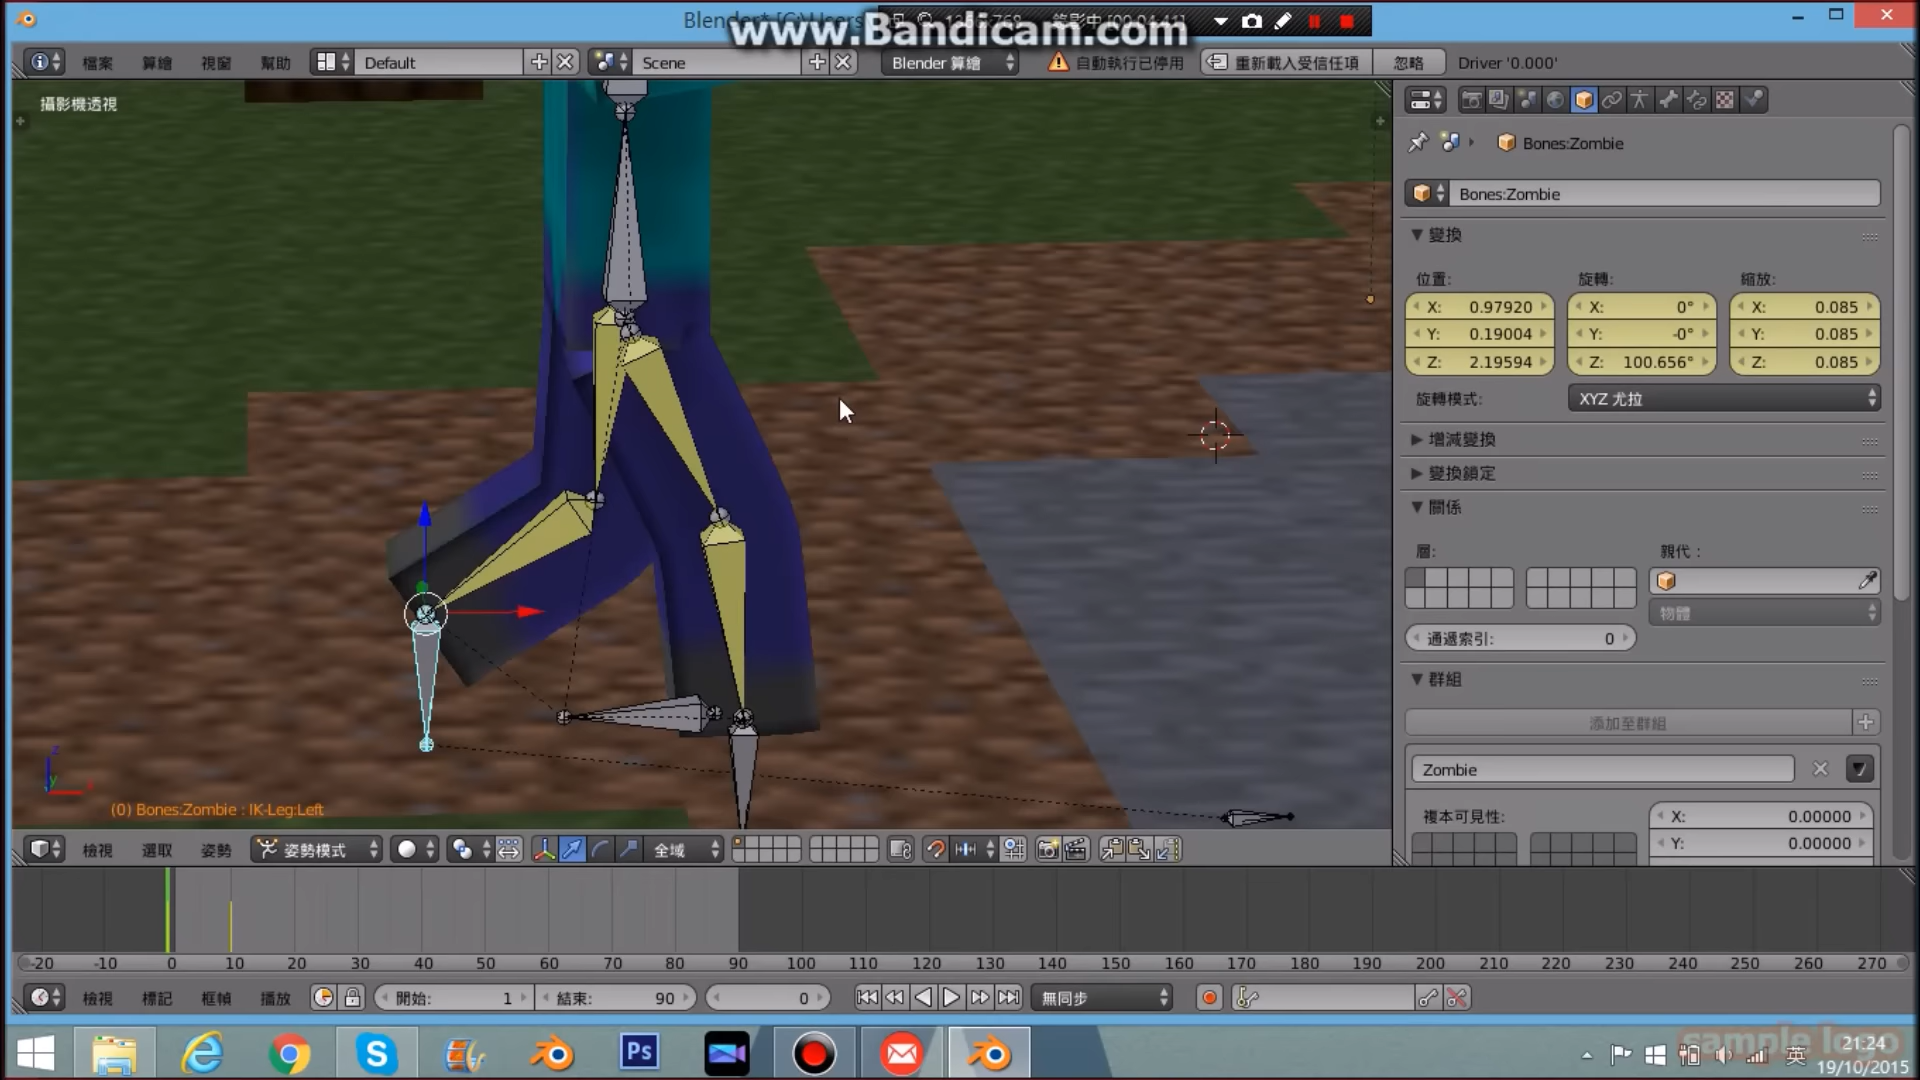 Blender* [C:\Users
www.Bandicam.com
檔案 算繪 視窗 幫助 Default Scene Blender 算繪 自動執行已停用 重新載入受信任項 忽略 Driver '0.000'
攝影機透視
Bones:Zombie
Bones:Zombie
變換
位置: 旋轉: 縮放:
X: 0.97920 X: 0° X: 0.085
Y: 0.19004 Y: -0° Y: 0.085
Z: 2.19594 Z: 100.656° Z: 0.085
旋轉模式: XYZ 尤拉
增減變換
變換鎖定
關係
層: 親代 :
物體
通遞索引: 0
群組
添加至群組
Zombie
複本可見性: X: 0.00000
Y: 0.00000
(0) Bones:Zombie : IK-Leg:Left
檢視 選取 姿勢 姿勢模式 全域
-20 -10 0 10 20 30 40 50 60 70 80 90 100 110 120 130 140 150 160 170 180 190 200 210 220 230 240 250 260 270
檢視 標記 框幀 播放 開始: 1 結束: 90 0 無同步
Ps
sample logo
英
21:24
19/10/2015